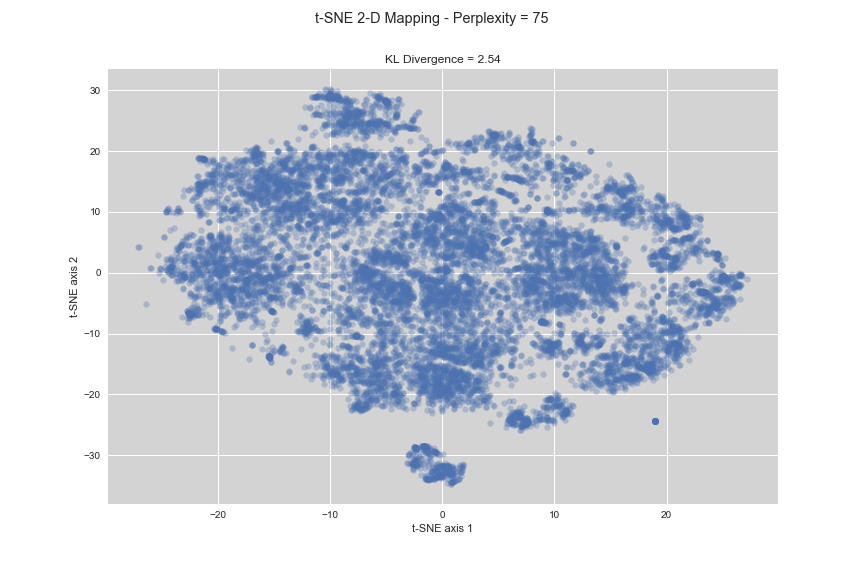 t-SNE 2-D Mapping - Perplexity = 75
KL Divergence = 2.54
30
20
10
0
−10
−20
−30
t-SNE axis 2
−20 −10 0 10 20
t-SNE axis 1